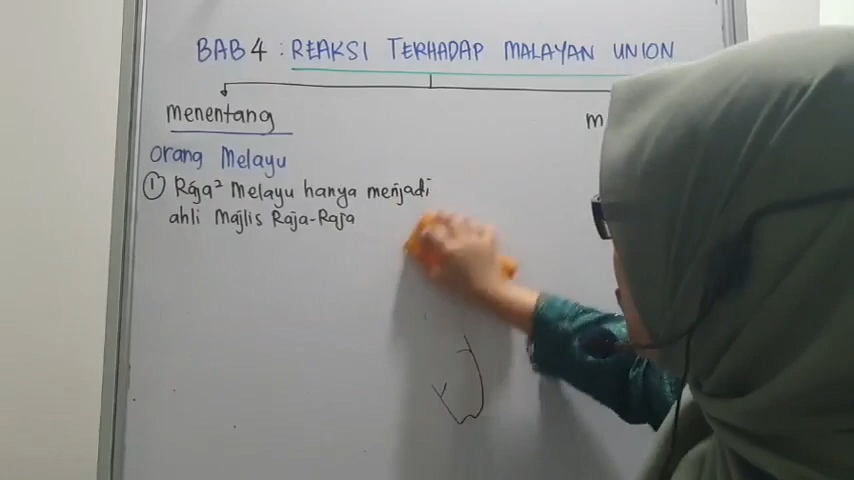 BAB 4 : REAKSI TERHADAP MALAYAN UNION
menentang
m
Orang Melayu
① Raja² Melayu hanya menjadi
ahli Majlis Raja-Raja